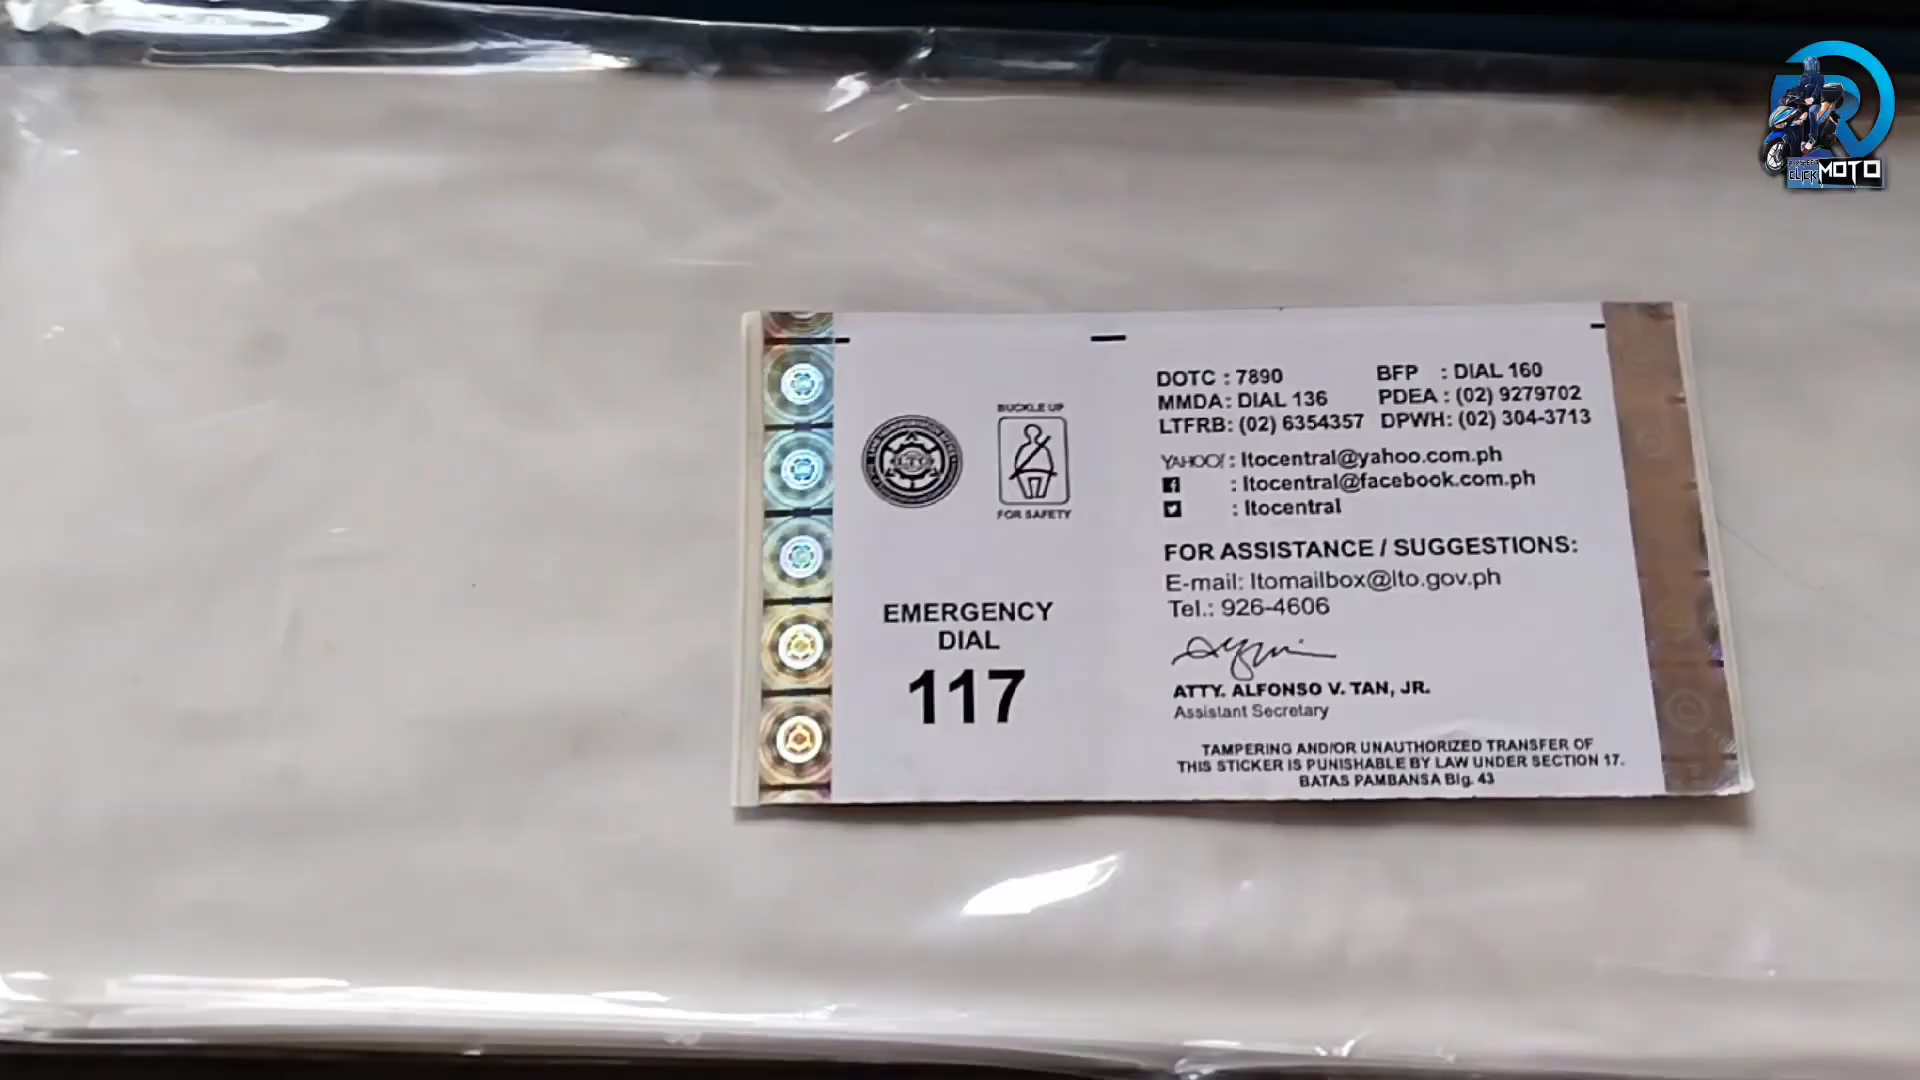 BUCKLE UP
FOR SAFETY
EMERGENCY
DIAL
117
DOTC : 7890 BFP : DIAL 160
MMDA: DIAL 136 PDEA : (02) 9279702
LTFRB: (02) 6354357 DPWH: (02) 304-3713
YAHOO! : ltocentral@yahoo.com.ph
: ltocentral@facebook.com.ph
: ltocentral
FOR ASSISTANCE / SUGGESTIONS:
E-mail: ltomailbox@lto.gov.ph
Tel.: 926-4606
ATTY. ALFONSO V. TAN, JR.
Assistant Secretary
TAMPERING AND/OR UNAUTHORIZED TRANSFER OF
THIS STICKER IS PUNISHABLE BY LAW UNDER SECTION 17.
BATAS PAMBANSA Blg. 43
CLICK MOTO